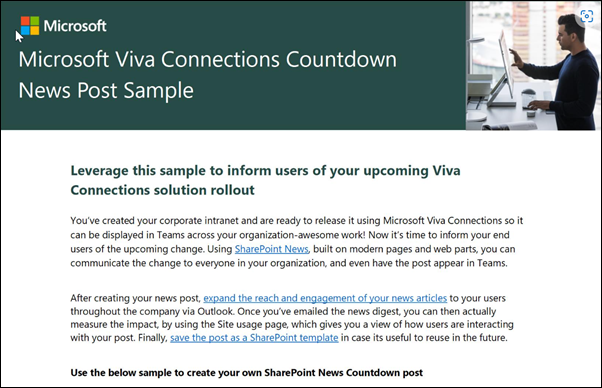 Microsoft
Microsoft Viva Connections Countdown
News Post Sample
Leverage this sample to inform users of your upcoming Viva
Connections solution rollout
You've created your corporate intranet and are ready to release it using Microsoft Viva Connections so it
can be displayed in Teams across your organization-awesome work! Now it's time to inform your end
users of the upcoming change. Using SharePoint News, built on modern pages and web parts, you can
communicate the change to everyone in your organization, and even have the post appear in Teams.
After creating your news post, expand the reach and engagement of your news articles to your users
throughout the company via Outlook. Once you've emailed the news digest, you can then actually
measure the impact, by using the Site usage page, which gives you a view of how users are interacting
with your post. Finally, save the post as a SharePoint template in case its useful to reuse in the future.
Use the below sample to create your own SharePoint News Countdown post